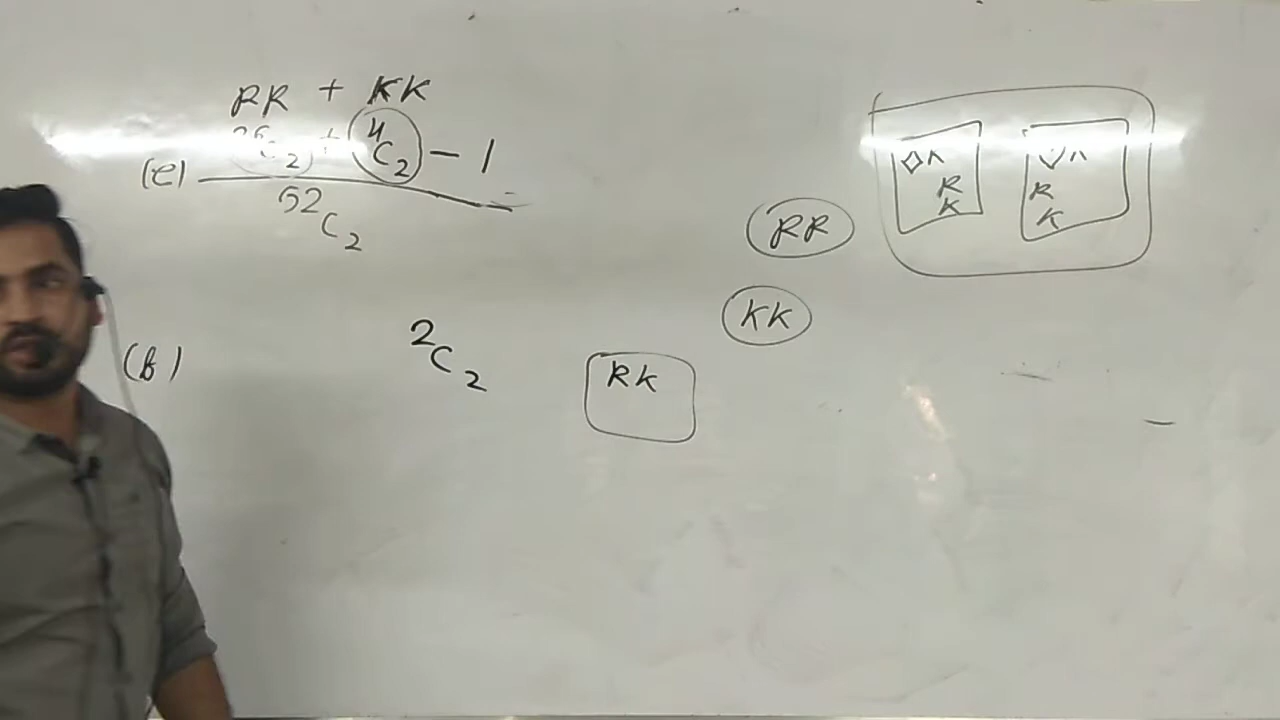 RR + KK
(e) 26C2 + 4C2 - 1
52C2
(b) 2C2
RR
KK
RK
◇K
R
K
♡K
R
K